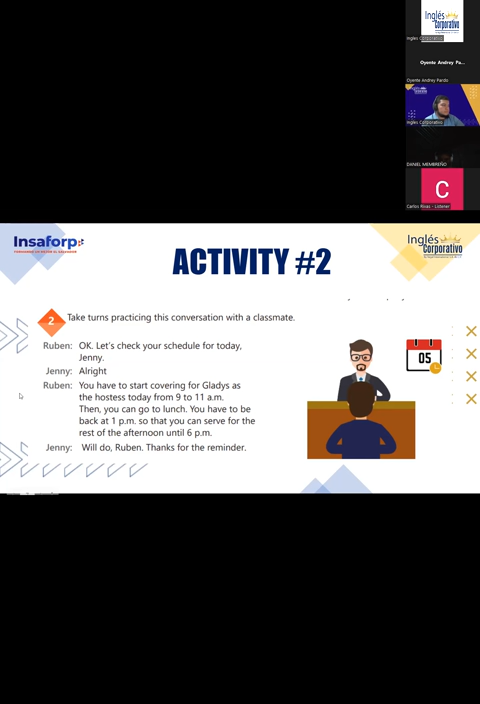 Inglés
Corporativo
Inglés Corporativo
Oyente Andrey Pa...
Oyente Andrey Pardo
Inglés Corporativo
DANIEL MEMBREÑO
C
Carlos Rivas - Listener
Insaforp
Inglés
Corporativo
ACTIVITY #2
2
Take turns practicing this conversation with a classmate.
Ruben: OK. Let's check your schedule for today,
Jenny.
Jenny: Alright
Ruben: You have to start covering for Gladys as
the hostess today from 9 to 11 a.m.
Then, you can go to lunch. You have to be
back at 1 p.m. so that you can serve for the
rest of the afternoon until 6 p.m.
Jenny: Will do, Ruben. Thanks for the reminder.
05